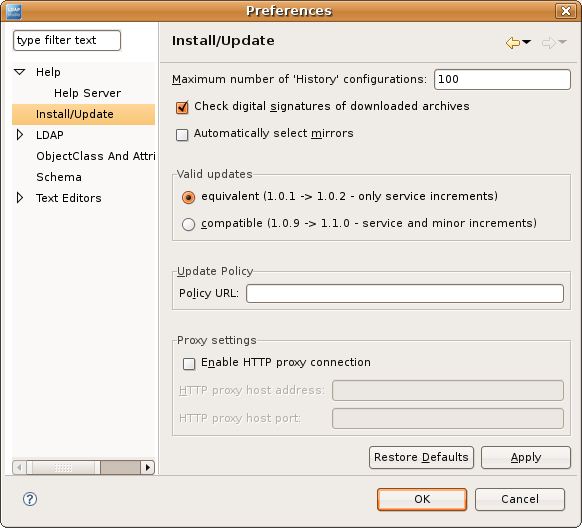 Preferences
LDAP
type filter text
Help
Help Server
Install/Update
LDAP
ObjectClass And Attri
Schema
Text Editors
Install/Update
Maximum number of 'History' configurations: 100
Check digital signatures of downloaded archives
Automatically select mirrors
Valid updates
equivalent (1.0.1 -> 1.0.2 - only service increments)
compatible (1.0.9 -> 1.1.0 - service and minor increments)
Update Policy
Policy URL:
Proxy settings
Enable HTTP proxy connection
HTTP proxy host address:
HTTP proxy host port:
Restore Defaults Apply
? OK Cancel